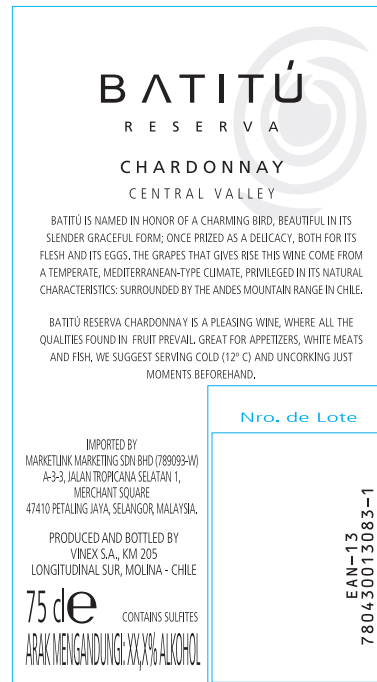 BATITÚ
RESERVA
CHARDONNAY
CENTRAL VALLEY
BATITÚ IS NAMED IN HONOR OF A CHARMING BIRD, BEAUTIFUL IN ITS
SLENDER GRACEFUL FORM; ONCE PRIZED AS A DELICACY, BOTH FOR ITS
FLESH AND ITS EGGS. THE GRAPES THAT GIVES RISE THIS WINE COME FROM
A TEMPERATE, MEDITERRANEAN-TYPE CLIMATE, PRIVILEGED IN ITS NATURAL
CHARACTERISTICS: SURROUNDED BY THE ANDES MOUNTAIN RANGE IN CHILE.
BATITÚ RESERVA CHARDONNAY IS A PLEASING WINE, WHERE ALL THE
QUALITIES FOUND IN FRUIT PREVAIL. GREAT FOR APPETIZERS, WHITE MEATS
AND FISH. WE SUGGEST SERVING COLD (12º C) AND UNCORKING JUST
MOMENTS BEFOREHAND.
Nro. de Lote
IMPORTED BY
MARKETLINK MARKETING SDN BHD (789093-W)
A-3-3, JALAN TROPICANA SELATAN 1,
MERCHANT SQUARE
47410 PETALING JAYA, SELANGOR, MALAYSIA.
PRODUCED AND BOTTLED BY
VINEX S.A., KM 205
LONGITUDINAL SUR, MOLINA - CHILE
75 de CONTAINS SULFITES
ARAK MENGANDUNGI: XX,X% ALKOHOL
EAN-13
780430013083-1